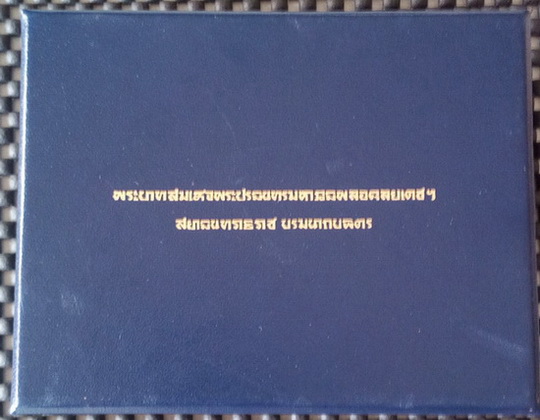 พระบาทสมเด็จพระปรมินทรมหาภูมิพลอดุลยเดชฯ
สยามินทราธิราช บรมนาถบพิตร